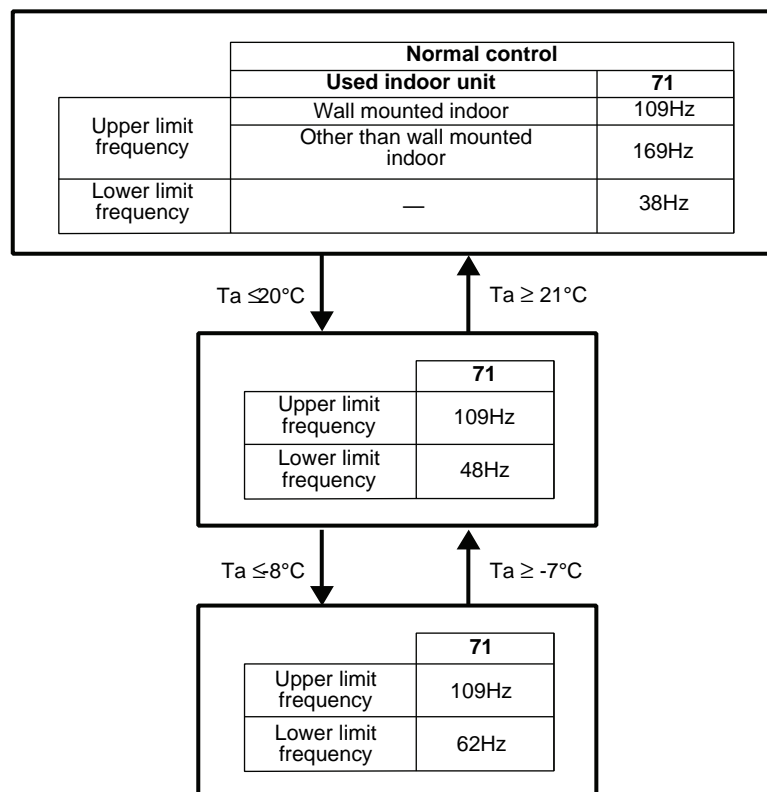 Normal control
Used indoor unit 71
Upper limit
frequency
Wall mounted indoor 109Hz
Other than wall mounted
indoor 169Hz
Lower limit
frequency — 38Hz
Ta ≤20°C Ta ≥ 21°C
71
Upper limit
frequency 109Hz
Lower limit
frequency 48Hz
Ta ≤-8°C Ta ≥ -7°C
71
Upper limit
frequency 109Hz
Lower limit
frequency 62Hz